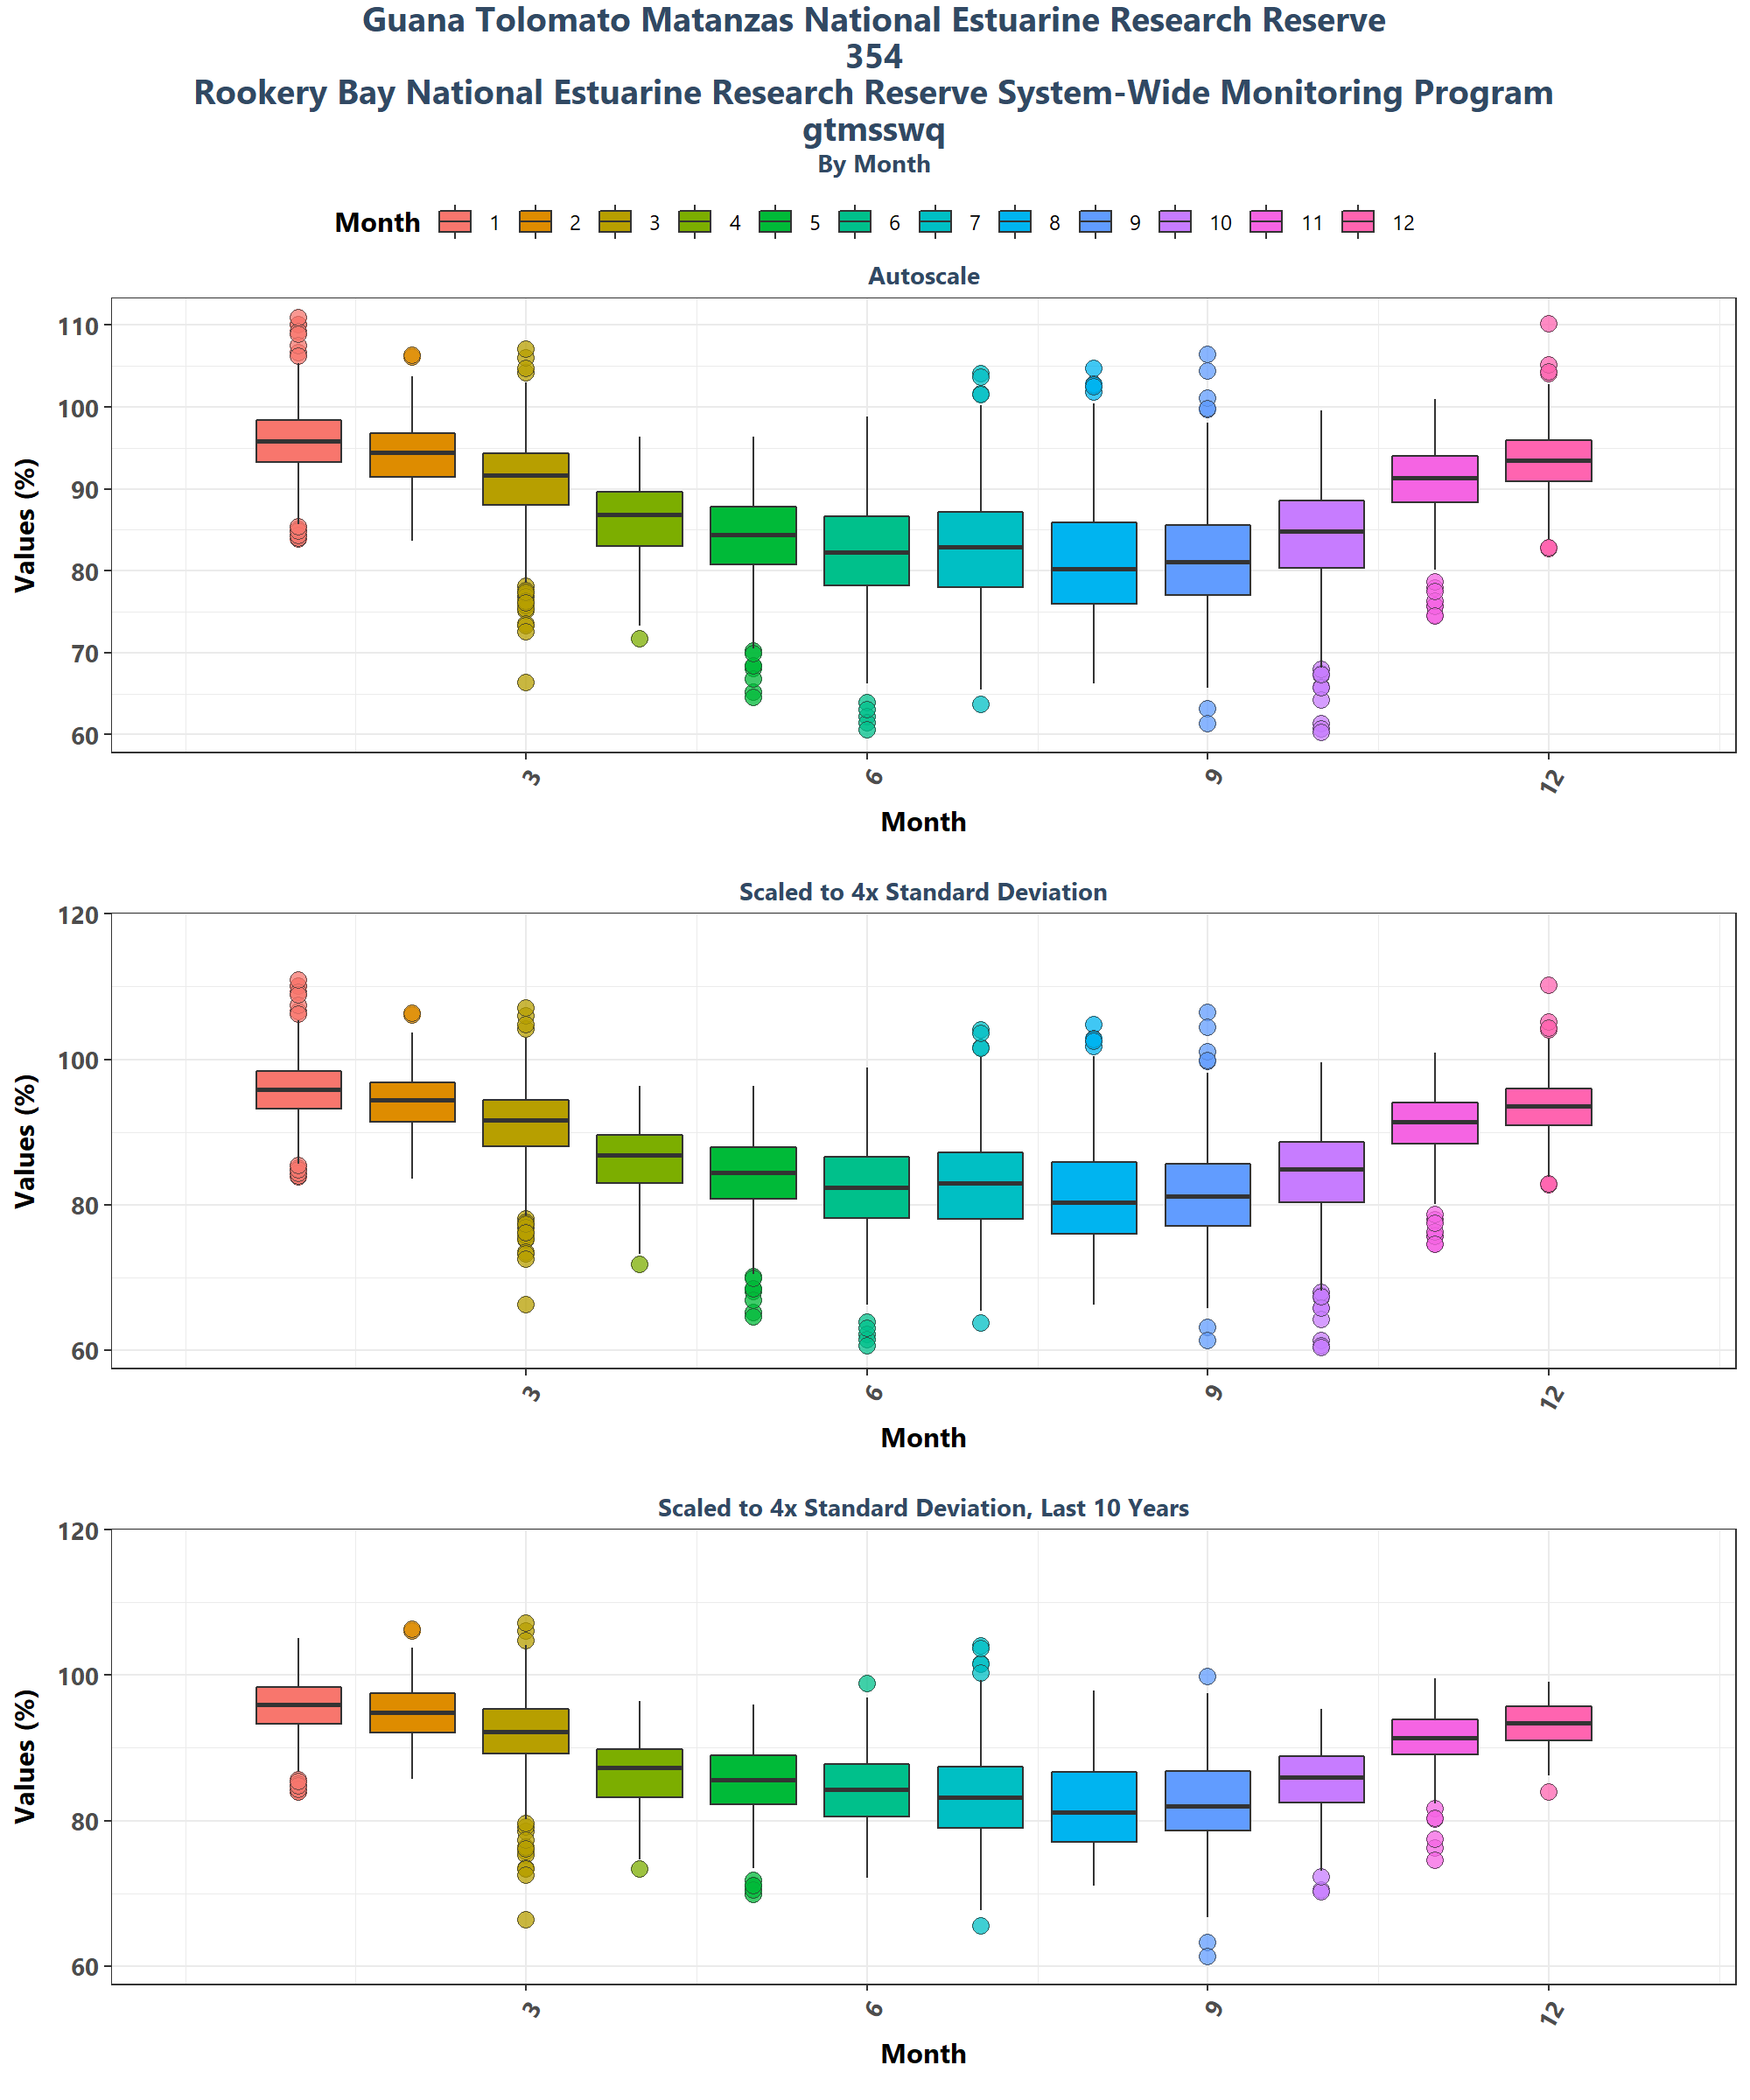 Guana Tolomato Matanzas National Estuarine Research Reserve
354
Rookery Bay National Estuarine Research Reserve System-Wide Monitoring Program
gtmsswq
By Month
Month 1 2 3 4 5 6 7 8 9 10 11 12
Autoscale
110
100
90
80
70
60
Values (%)
3 6 9 12
Month
Scaled to 4x Standard Deviation
120
100
80
60
Values (%)
3 6 9 12
Month
Scaled to 4x Standard Deviation, Last 10 Years
120
100
80
60
Values (%)
3 6 9 12
Month